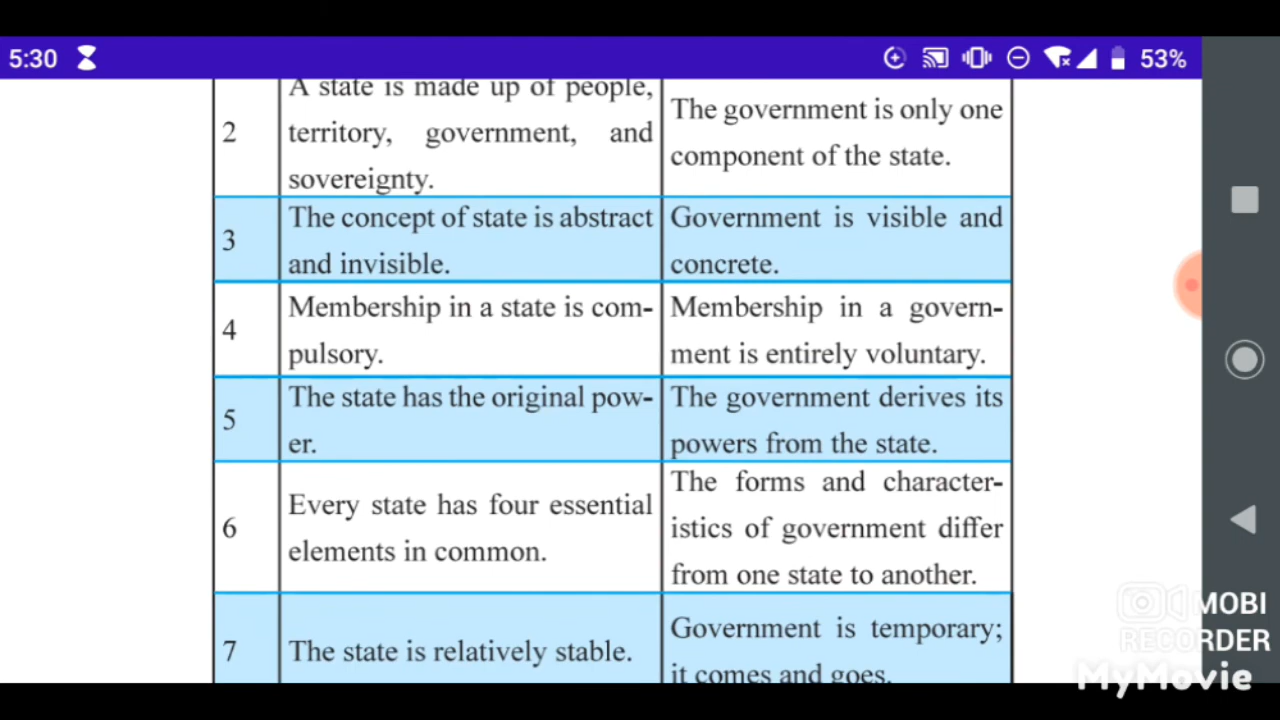 5:30
53%
2
A state is made up of people,
territory, government, and
sovereignty.
The government is only one
component of the state.
3
The concept of state is abstract
and invisible.
Government is visible and
concrete.
4
Membership in a state is com-
pulsory.
Membership in a govern-
ment is entirely voluntary.
5
The state has the original pow-
er.
The government derives its
powers from the state.
6
Every state has four essential
elements in common.
The forms and character-
istics of government differ
from one state to another.
7
The state is relatively stable.
Government is temporary;
it comes and goes.
MOBI
RECORDER
MyMovie